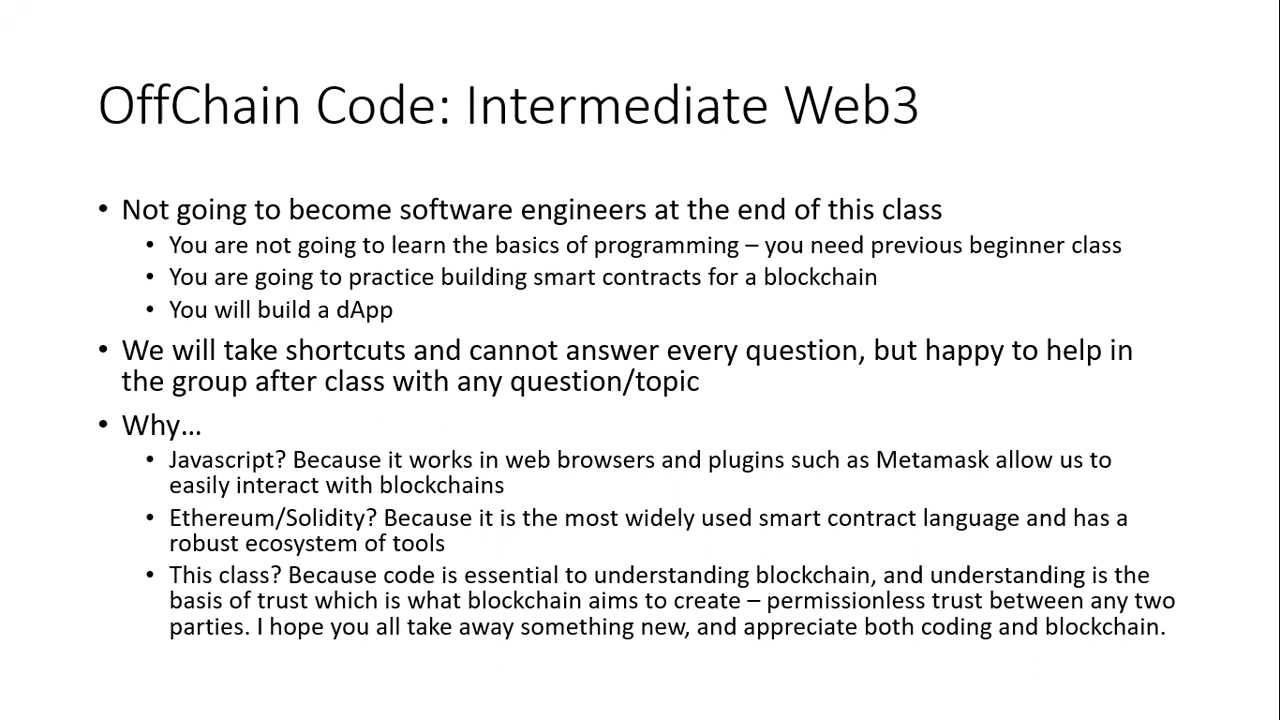 OffChain Code: Intermediate Web3
• Not going to become software engineers at the end of this class
• You are not going to learn the basics of programming – you need previous beginner class
• You are going to practice building smart contracts for a blockchain
• You will build a dApp
• We will take shortcuts and cannot answer every question, but happy to help in
the group after class with any question/topic
• Why…
• Javascript? Because it works in web browsers and plugins such as Metamask allow us to
easily interact with blockchains
• Ethereum/Solidity? Because it is the most widely used smart contract language and has a
robust ecosystem of tools
• This class? Because code is essential to understanding blockchain, and understanding is the
basis of trust which is what blockchain aims to create – permissionless trust between any two
parties. I hope you all take away something new, and appreciate both coding and blockchain.